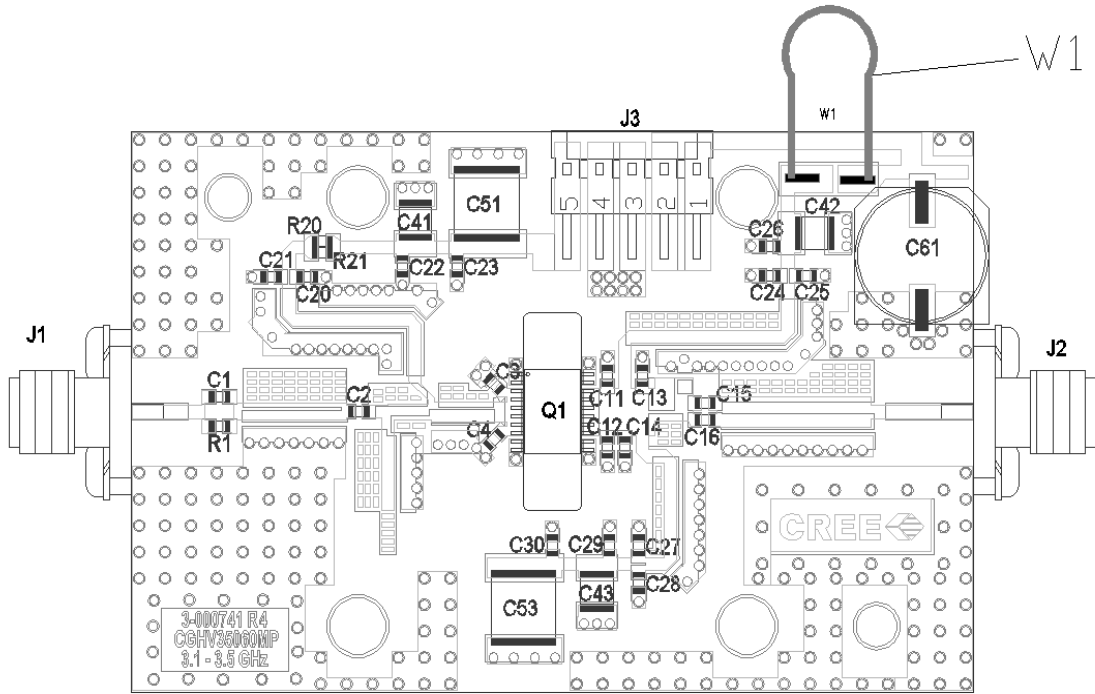 W1
W1
J3
5 4 3 2 1
C51
C41
R20
R21
C21
C20
C22
C23
C42
C26
C61
C24
C25
J1
J2
C1
C2
R1
C3
C4
Q1
C11
C13
C15
C16
C12
C14
CREE
C30
C29
C27
C28
C53
C43
3-000741 R4
CGHV35060MP
3.1 - 3.5 GHz